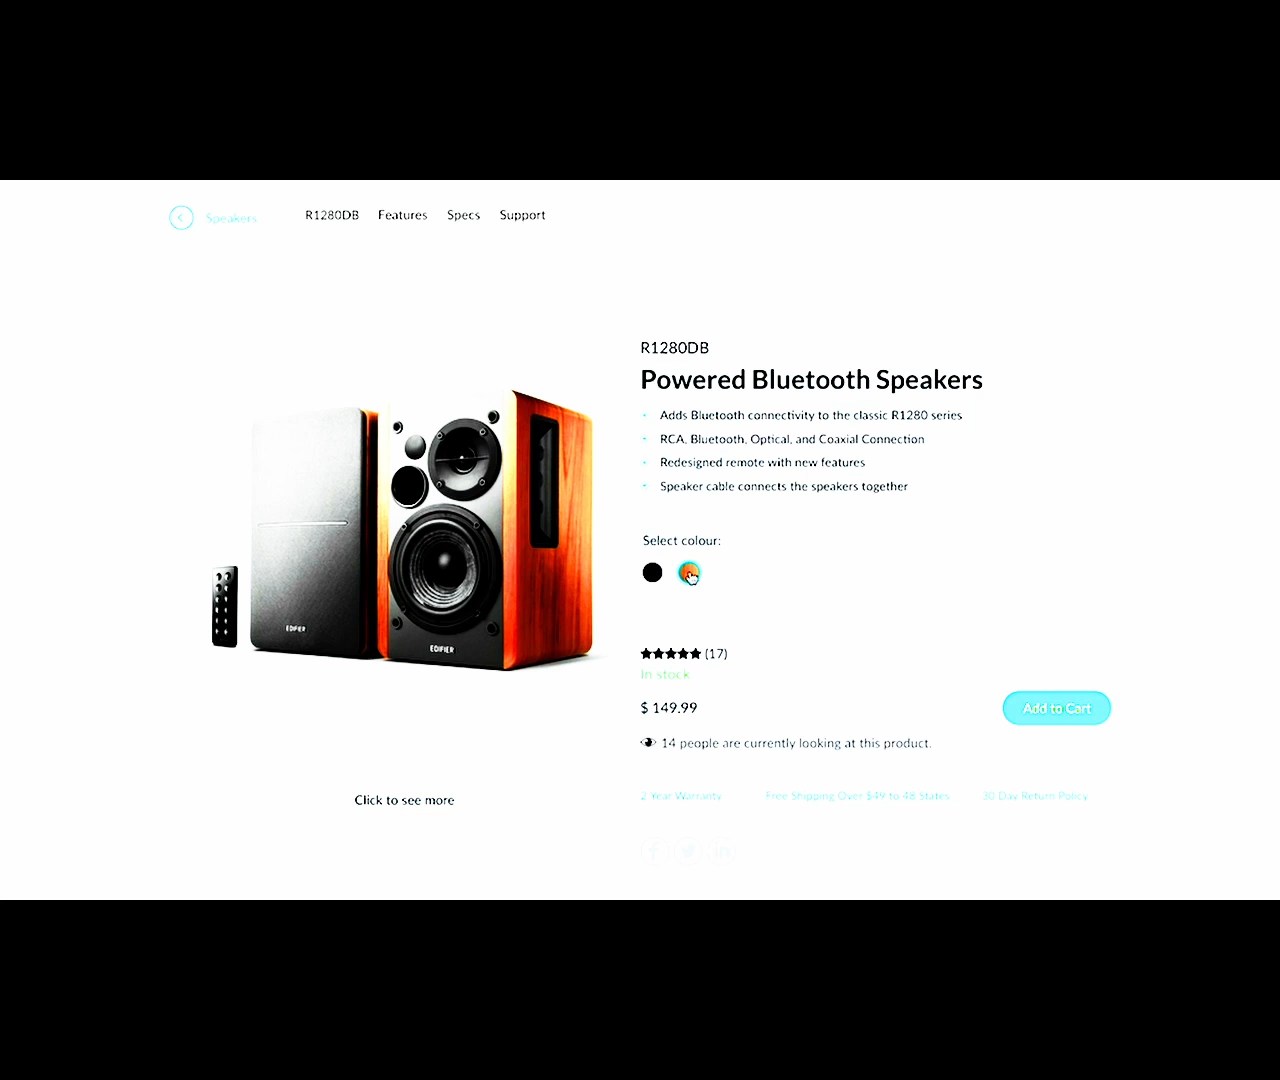 Speakers
R1280DB Features Specs Support
R1280DB
Powered Bluetooth Speakers
- Adds Bluetooth connectivity to the classic R1280 series
- RCA, Bluetooth, Optical, and Coaxial Connection
- Redesigned remote with new features
- Speaker cable connects the speakers together
Select colour:
EDIFIER
EDIFIER
(17)
In stock
$ 149.99
Add to Cart
14 people are currently looking at this product.
Click to see more
2 Year Warranty Free Shipping Over $49 to 48 States 30 Day Return Policy
f in